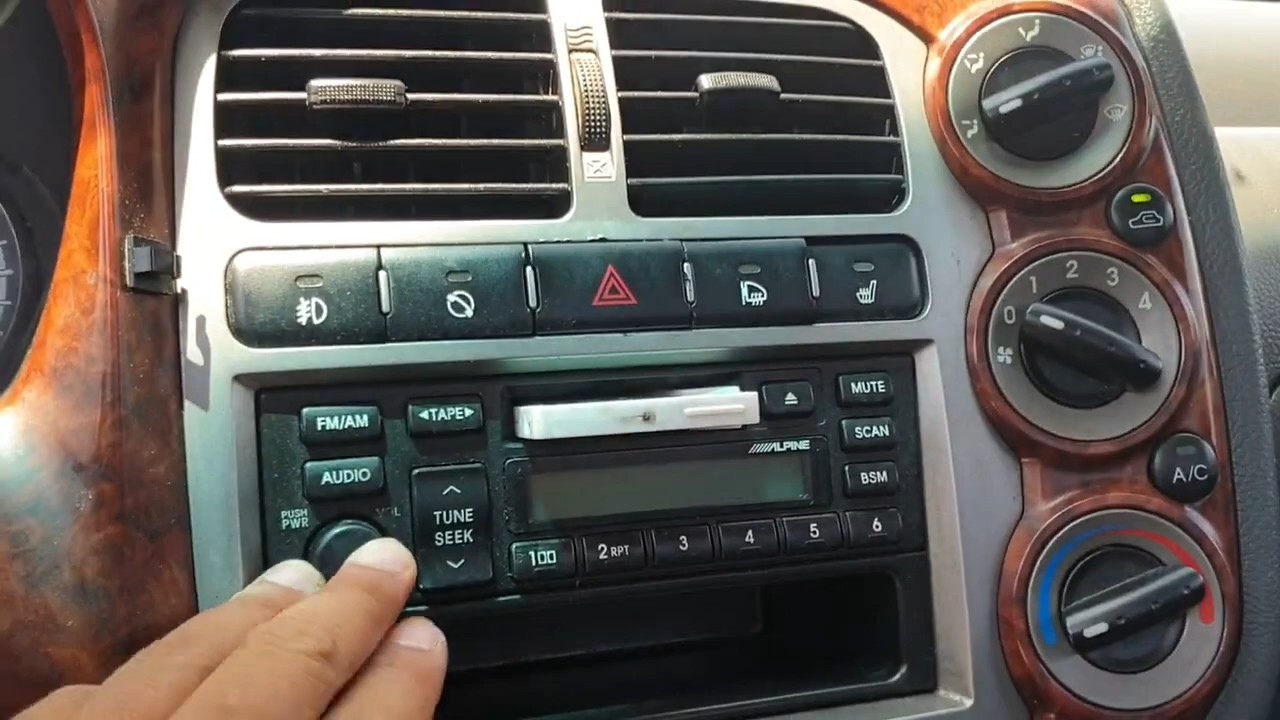 0 1 2 3 4
FM/AM
◀TAPE▶
MUTE
SCAN
ALPINE
AUDIO
BSM
PUSH
PWR
VOL
TUNE
SEEK
100
2 RPT
3
4
5
6
A/C